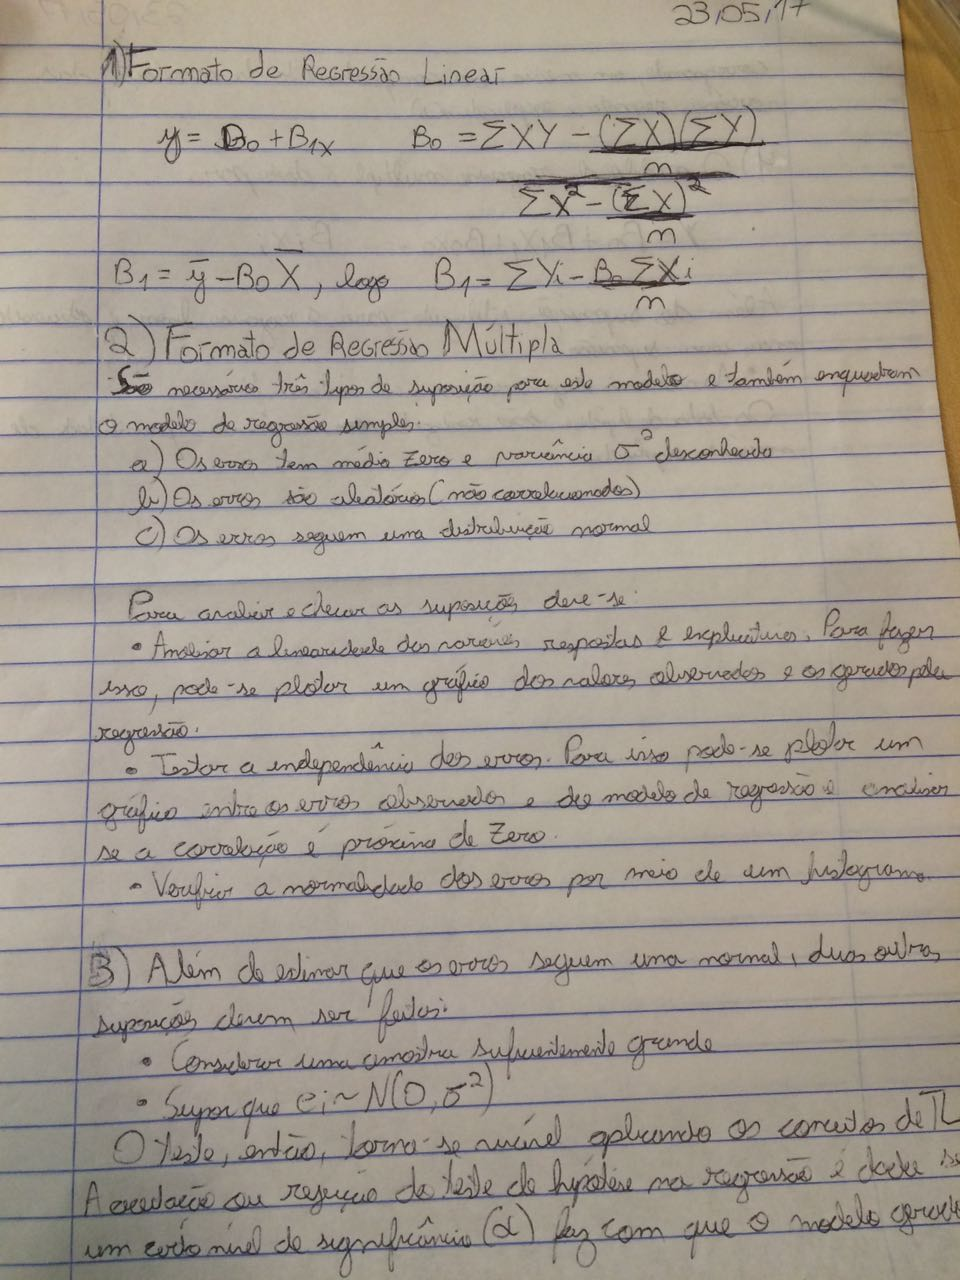 23/05/17
1) Formato de Regressão Linear
y = B0 + B1x   B0 = ΣXY - (ΣX)(ΣY)
n
ΣX² - (ΣX)²
n
B1 = y̅ - B0 X̅, logo   B1 = ΣYi - B0 ΣXi
n
2) Formato de Regressão Múltipla
São necessários três tipos de suposição para este modelo e também enquadram
o modelo de regressão simples:
a) Os erros tem média zero e variância σ² desconhecida
b) Os erros são aleatórios (não correlacionados)
c) Os erros seguem uma distribuição normal
Para analisar e checar as suposições deve-se:
• Analisar a linearidade das variáveis respostas e explicativas. Para fazer
isso, pode-se plotar um gráfico dos valores observados e os gerados pela
regressão.
• Testar a independência dos erros. Para isso pode-se plotar um
gráfico entre os erros observados e do modelo de regressão e analisar
se a correlação é próxima de zero.
• Verificar a normalidade dos erros por meio de um histograma.
3) Além de estimar que os erros seguem uma normal, duas outras
suposições devem ser feitas:
• Considerar uma amostra suficientemente grande
• Supor que ei ~ N(0, σ²)
O teste, então, torna-se viável aplicando os conceitos de TL
A aceitação ou rejeição do teste de hipótese na regressão é dada se
um certo nível de significância (α) faz com que o modelo gerado